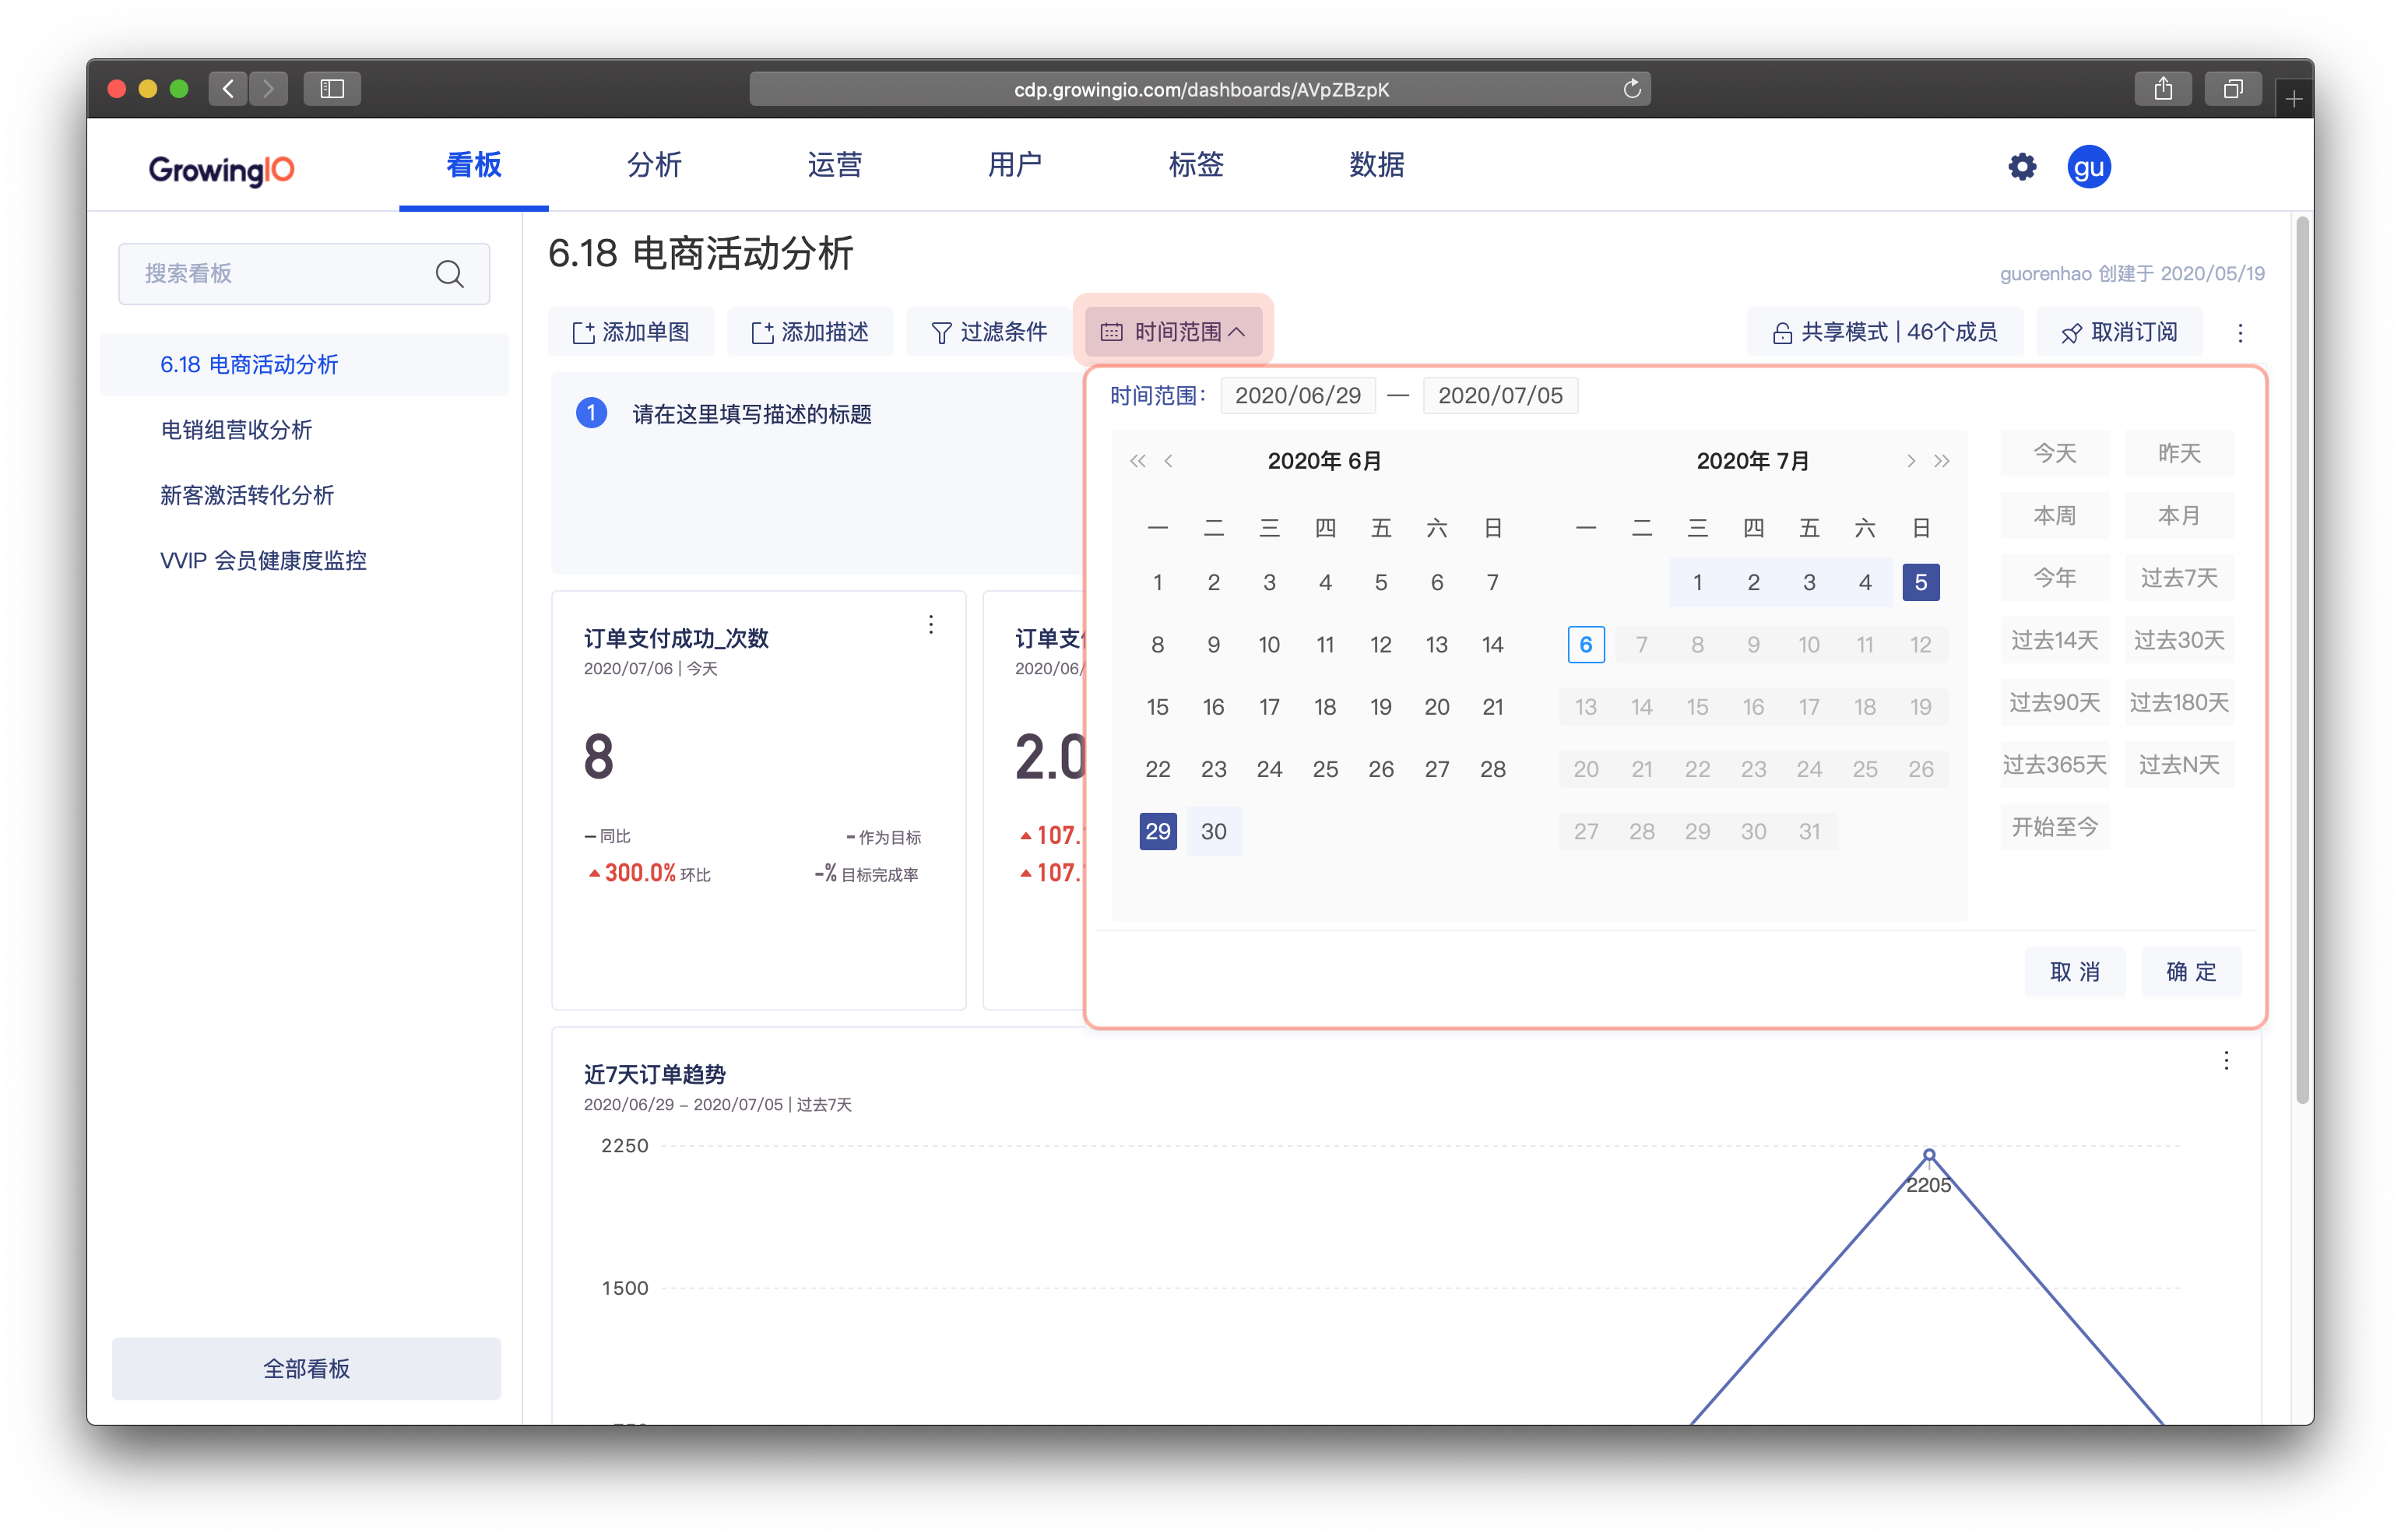 cdp.growingio.com/dashboards/AVpZBzpK
GrowingIO
看板 分析 运营 用户 标签 数据
gu
搜索看板
6.18 电商活动分析
电销组营收分析
新客激活转化分析
VVIP 会员健康度监控
全部看板
6.18 电商活动分析
guorenhao 创建于 2020/05/19
添加单图 添加描述 过滤条件 时间范围 共享模式 | 46个成员 取消订阅
1 请在这里填写描述的标题
时间范围: 2020/06/29 — 2020/07/05
2020年 6月
一 二 三 四 五 六 日
1 2 3 4 5 6 7
8 9 10 11 12 13 14
15 16 17 18 19 20 21
22 23 24 25 26 27 28
29 30
2020年 7月
一 二 三 四 五 六 日
1 2 3 4 5
6 7 8 9 10 11 12
13 14 15 16 17 18 19
20 21 22 23 24 25 26
27 28 29 30 31
今天 昨天
本周 本月
今年 过去7天
过去14天 过去30天
过去90天 过去180天
过去365天 过去N天
开始至今
取 消 确 定
订单支付成功_次数
2020/07/06 | 今天
8
– 同比 - 作为目标
300.0% 环比 -% 目标完成率
订单支
2020/06/
2.0
107.
107.
近7天订单趋势
2020/06/29 – 2020/07/05 | 过去7天
2250
2205
1500